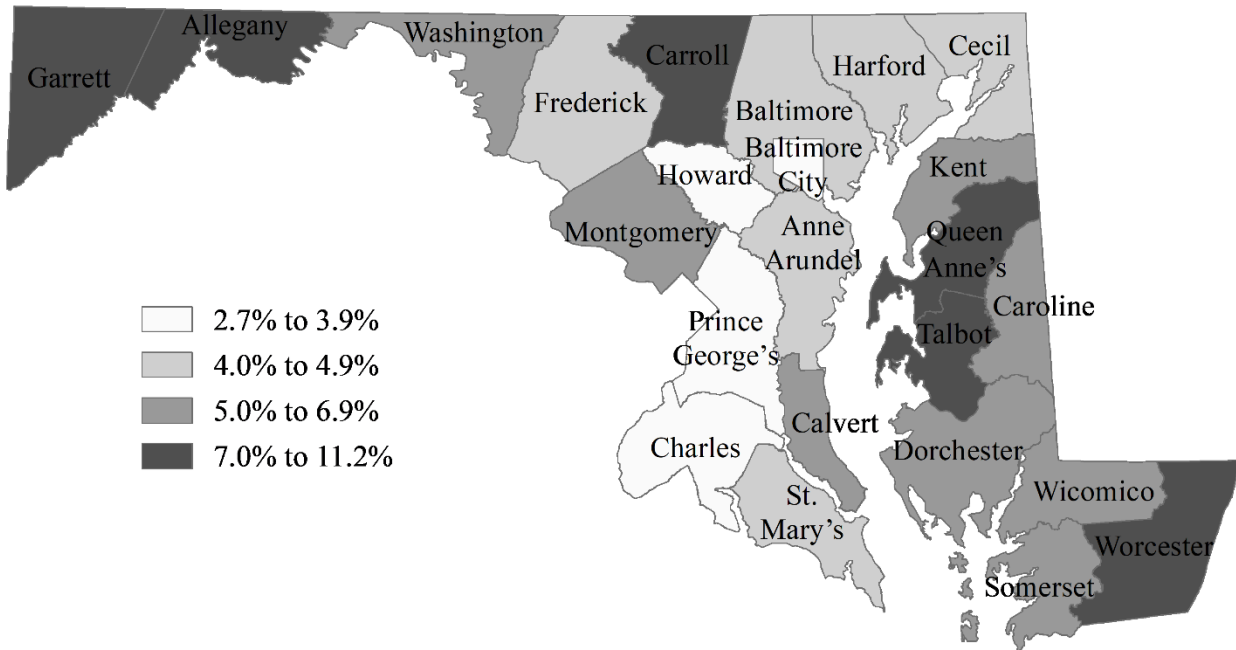 Allegany
Washington
Garrett
Carroll
Cecil
Harford
Frederick
Baltimore
Baltimore
City
Howard
Kent
Montgomery
Anne
Arundel
Queen
Anne’s
Caroline
2.7% to 3.9%
4.0% to 4.9%
5.0% to 6.9%
7.0% to 11.2%
Prince
George's
Talbot
Calvert
Charles
Dorchester
St.
Mary’s
Wicomico
Worcester
Somerset